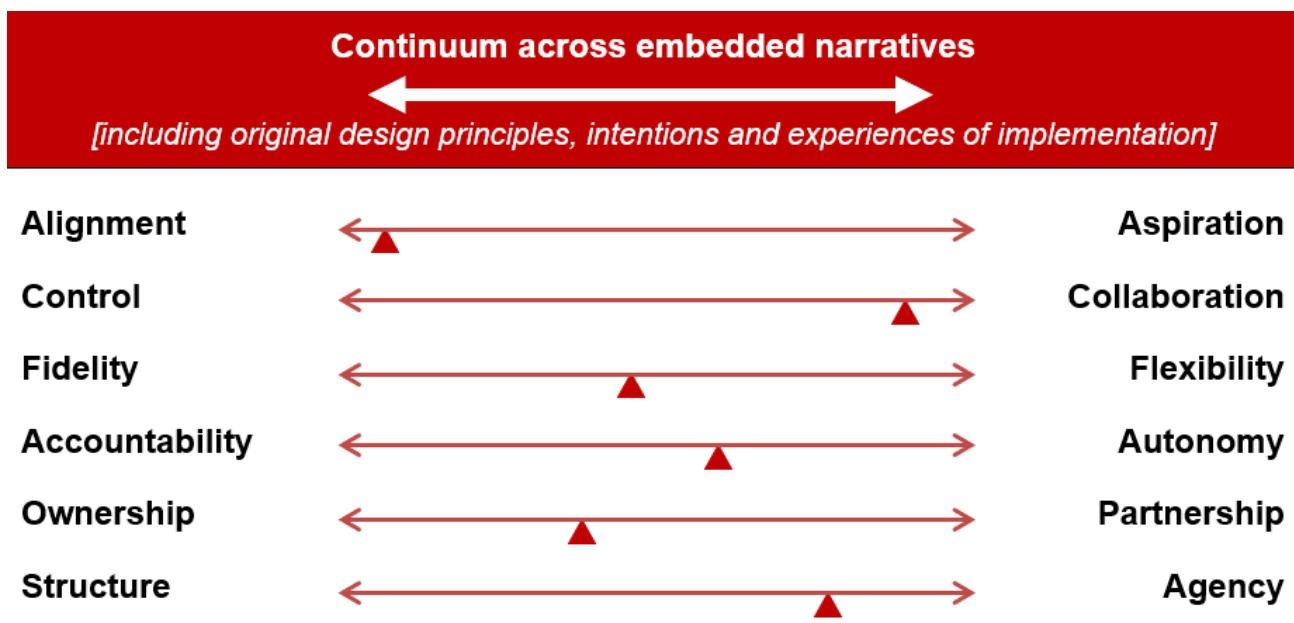 Continuum across embedded narratives
[including original design principles, intentions and experiences of implementation]
Alignment Aspiration
Control Collaboration
Fidelity Flexibility
Accountability Autonomy
Ownership Partnership
Structure Agency